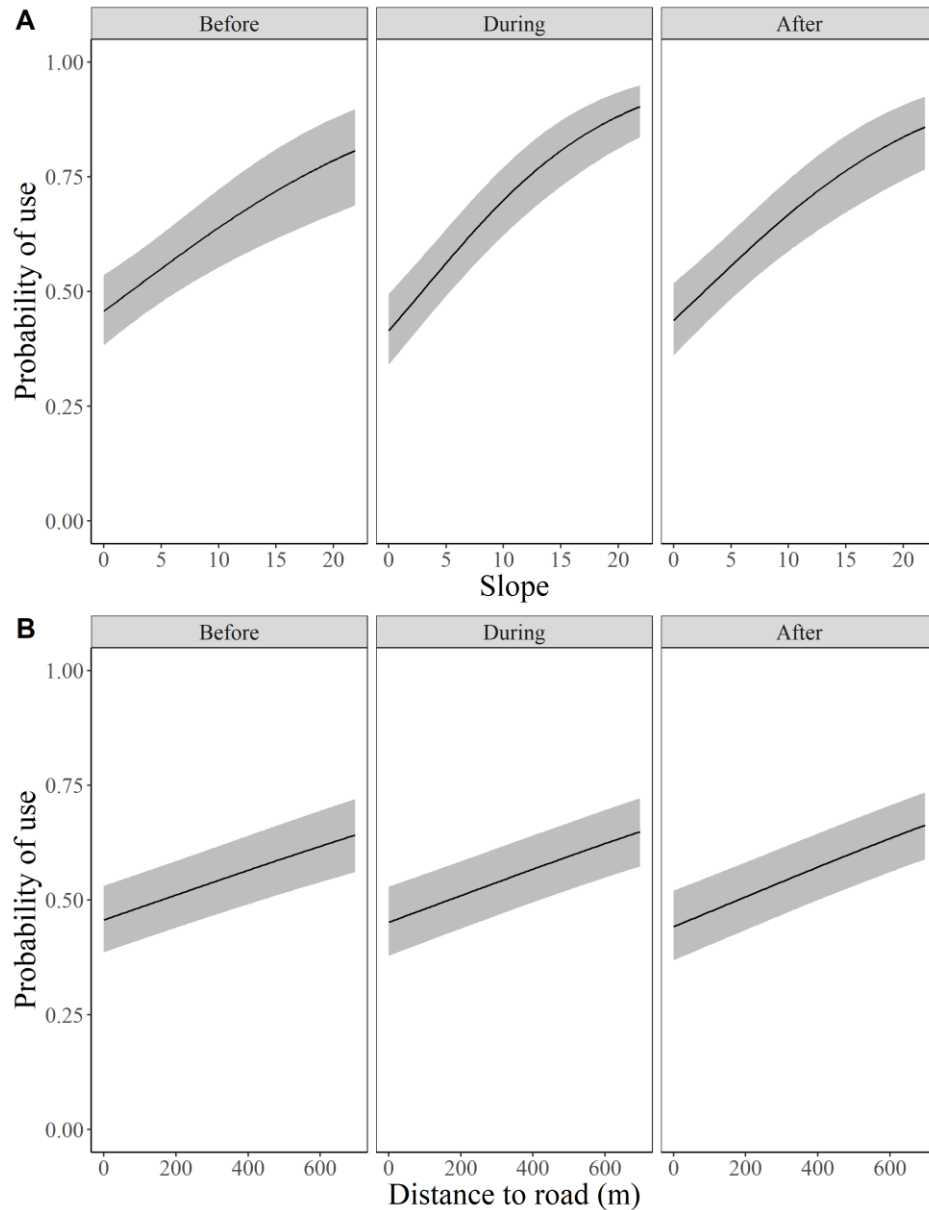 A
Before During After
Probability of use
1.00
0.75
0.50
0.25
0.00
0 5 10 15 20 0 5 10 15 20 0 5 10 15 20
Slope
B
Before During After
Probability of use
1.00
0.75
0.50
0.25
0.00
0 200 400 600 0 200 400 600 0 200 400 600
Distance to road (m)